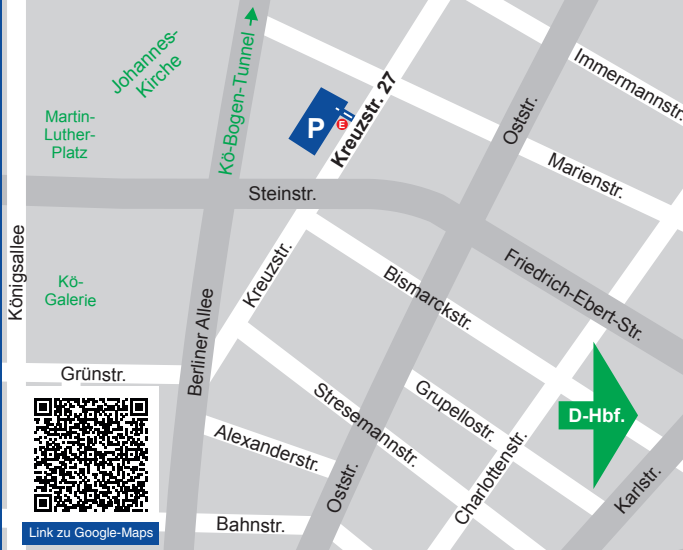 Johannes-
Kirche
Kö-Bogen-Tunnel
Immermannstr.
Martin-
Luther-
Platz
P
E
Kreuzstr. 27
Oststr.
Marienstr.
Steinstr.
Königsallee
Kö-
Galerie
Kreuzstr.
Bismarckstr.
Friedrich-Ebert-Str.
Berliner Allee
Grünstr.
Stresemannstr.
Grupellostr.
D-Hbf.
Alexanderstr.
Oststr.
Charlottenstr.
Karlstr.
Bahnstr.
Link zu Google-Maps